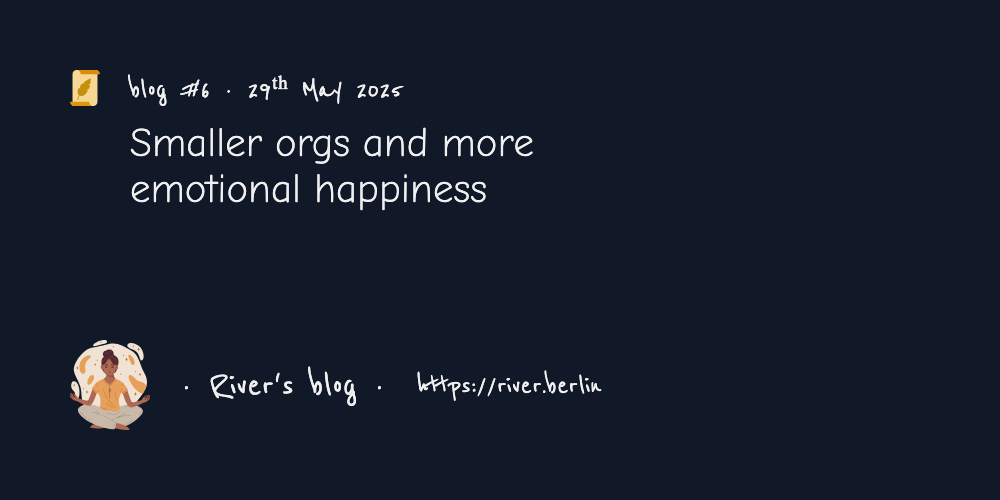 blog #6 · 29th May 2025
Smaller orgs and more
emotional happiness
· River's blog · https://river.berlin